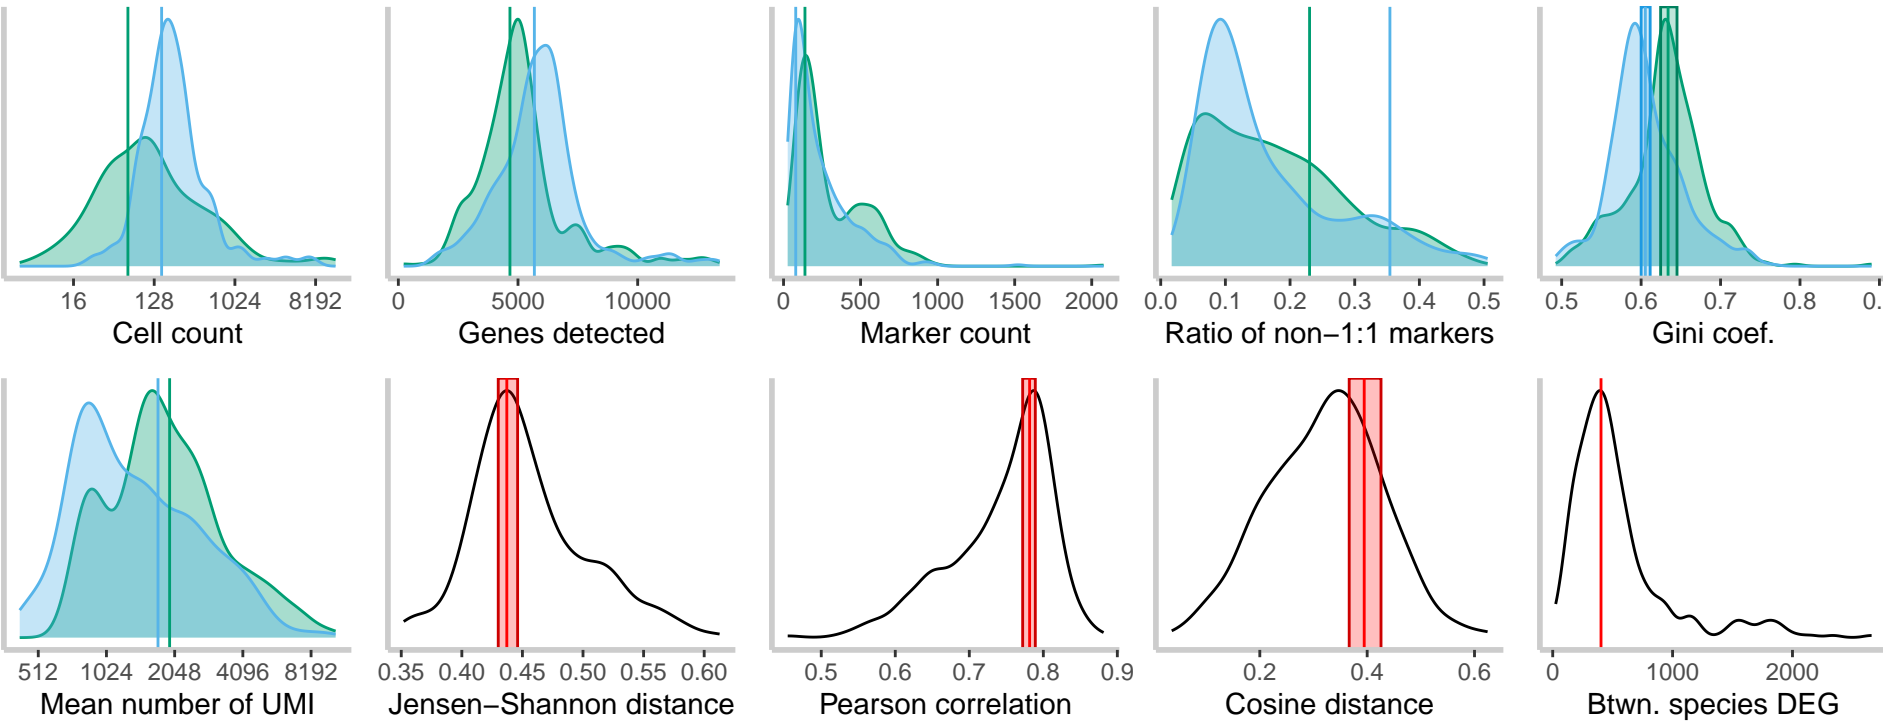 16 128 1024 8192
Cell count
0 5000 10000
Genes detected
0 500 1000 1500 2000
Marker count
0.0 0.1 0.2 0.3 0.4 0.5
Ratio of non−1:1 markers
0.5 0.6 0.7 0.8 0.
Gini coef.
512 1024 2048 4096 8192
Mean number of UMI
0.35 0.40 0.45 0.50 0.55 0.60
Jensen−Shannon distance
0.5 0.6 0.7 0.8 0.9
Pearson correlation
0.2 0.4 0.6
Cosine distance
0 1000 2000
Btwn. species DEG